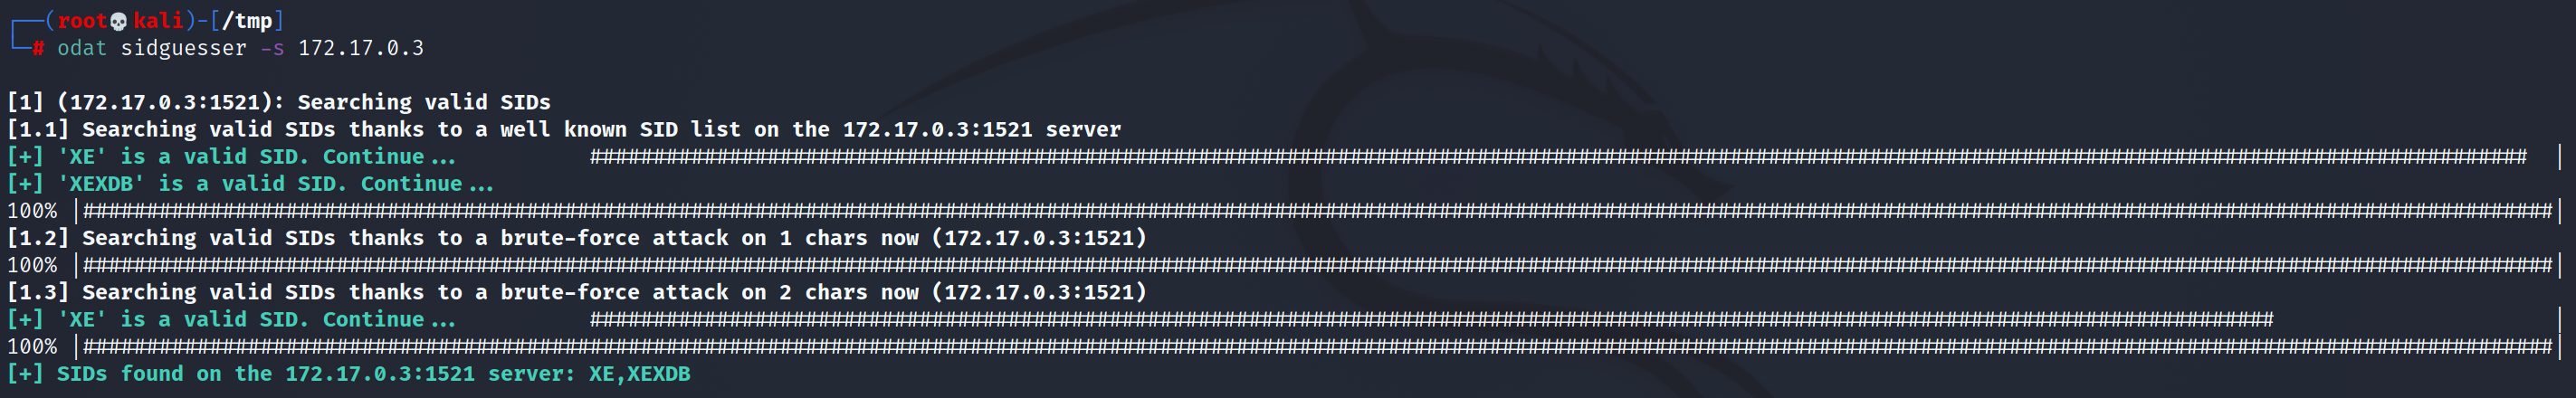 ┌──(root💀kali)-[/tmp]
└─# odat sidguesser -s 172.17.0.3
[1] (172.17.0.3:1521): Searching valid SIDs
[1.1] Searching valid SIDs thanks to a well known SID list on the 172.17.0.3:1521 server
[+] 'XE' is a valid SID. Continue... ######################################################################################################################################################### |
[+] 'XEXDB' is a valid SID. Continue...
100% |###################################################################################################################################################################################################|
[1.2] Searching valid SIDs thanks to a brute-force attack on 1 chars now (172.17.0.3:1521)
100% |###################################################################################################################################################################################################|
[1.3] Searching valid SIDs thanks to a brute-force attack on 2 chars now (172.17.0.3:1521)
[+] 'XE' is a valid SID. Continue... ##################################################################################################################################### |
100% |###################################################################################################################################################################################################|
[+] SIDs found on the 172.17.0.3:1521 server: XE,XEXDB